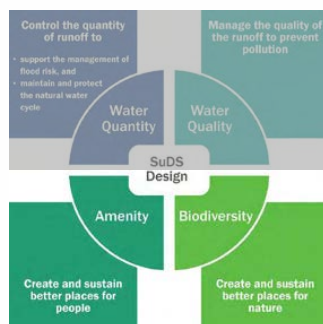 Control the quantity
of runoff to
• support the management of
flood risk, and
• maintain and protect
the natural water
cycle
Manage the quality of
the runoff to prevent
pollution
Water
Quantity
Water
Quality
SuDS
Design
Amenity
Biodiversity
Create and sustain
better places for
people
Create and sustain
better places for
nature